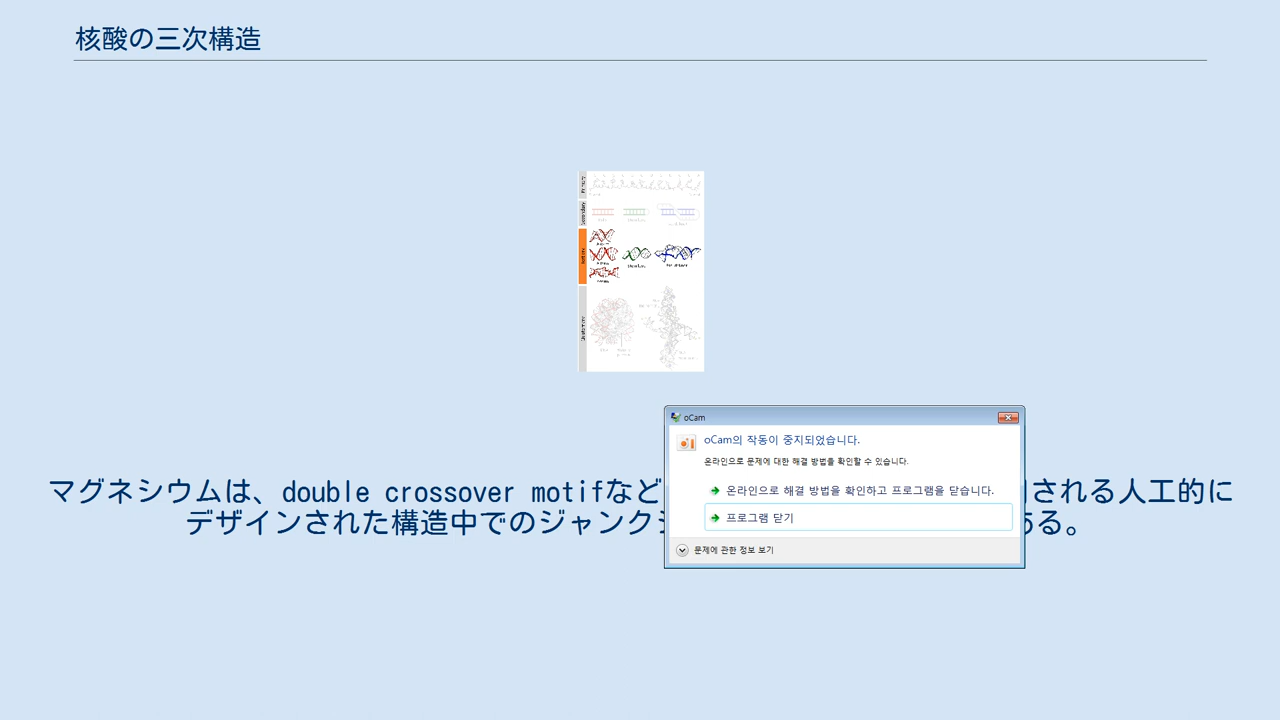 核酸の三次構造
Primary
Secondary
Tertiary
Quaternary
oCam
oCam의 작동이 중지되었습니다.
온라인으로 문제에 대한 해결 방법을 확인할 수 있습니다.
マグネシウムは、double crossover motifなど
される人工的に
온라인으로 해결 방법을 확인하고 프로그램을 닫습니다.
デザインされた構造中でのジャンク
ある。
프로그램 닫기
문제에 관한 정보 보기